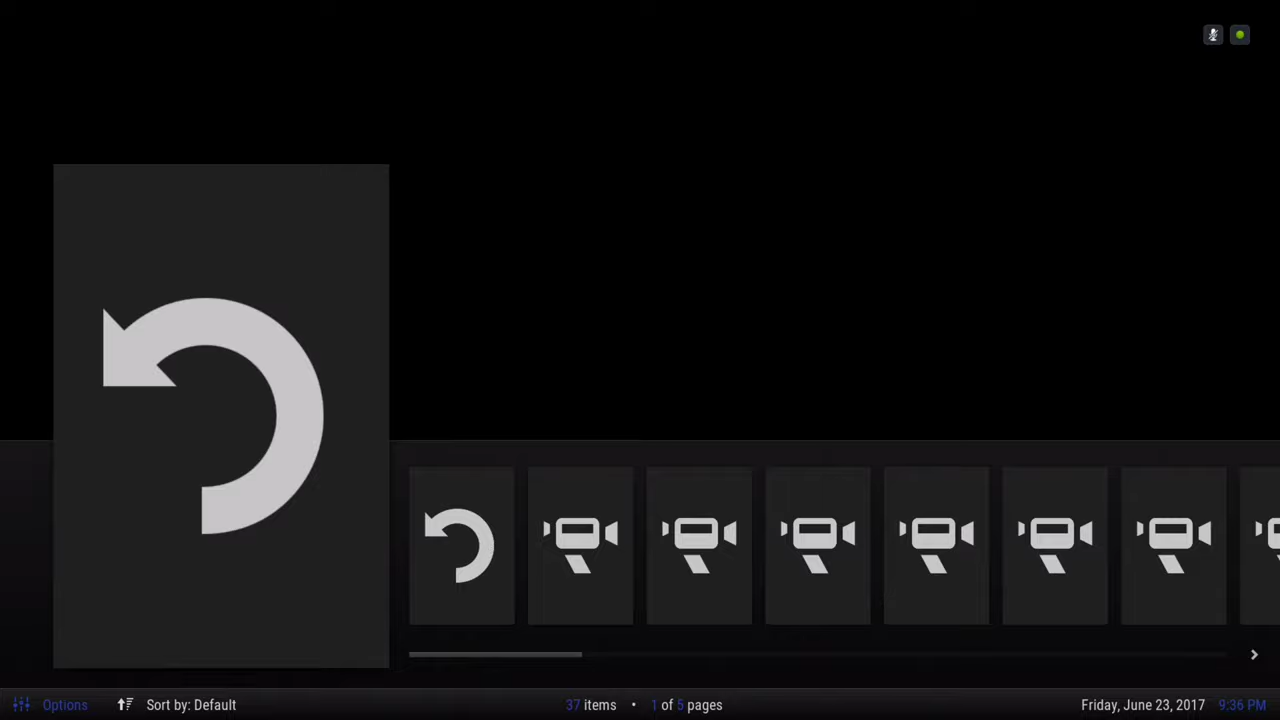 Options Sort by: Default 37 items • 1 of 5 pages Friday, June 23, 2017 9:36 PM